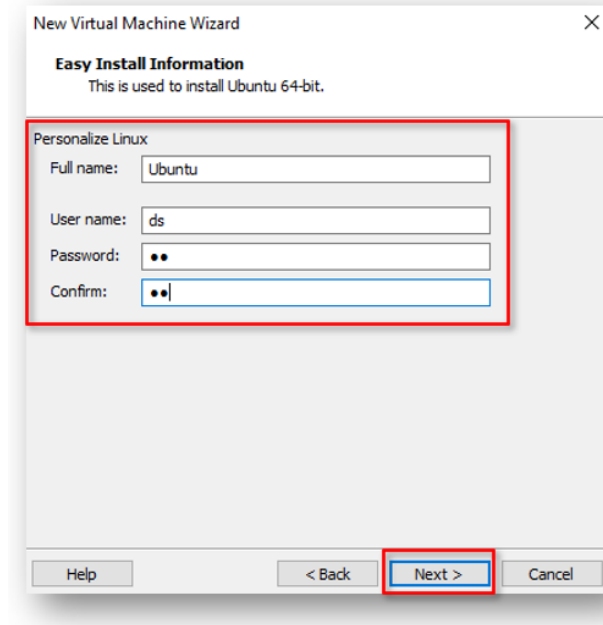 New Virtual Machine Wizard
Easy Install Information
This is used to install Ubuntu 64-bit.
Personalize Linux
Full name: Ubuntu
User name: ds
Password: ●●
Confirm: ●●
Help < Back Next > Cancel